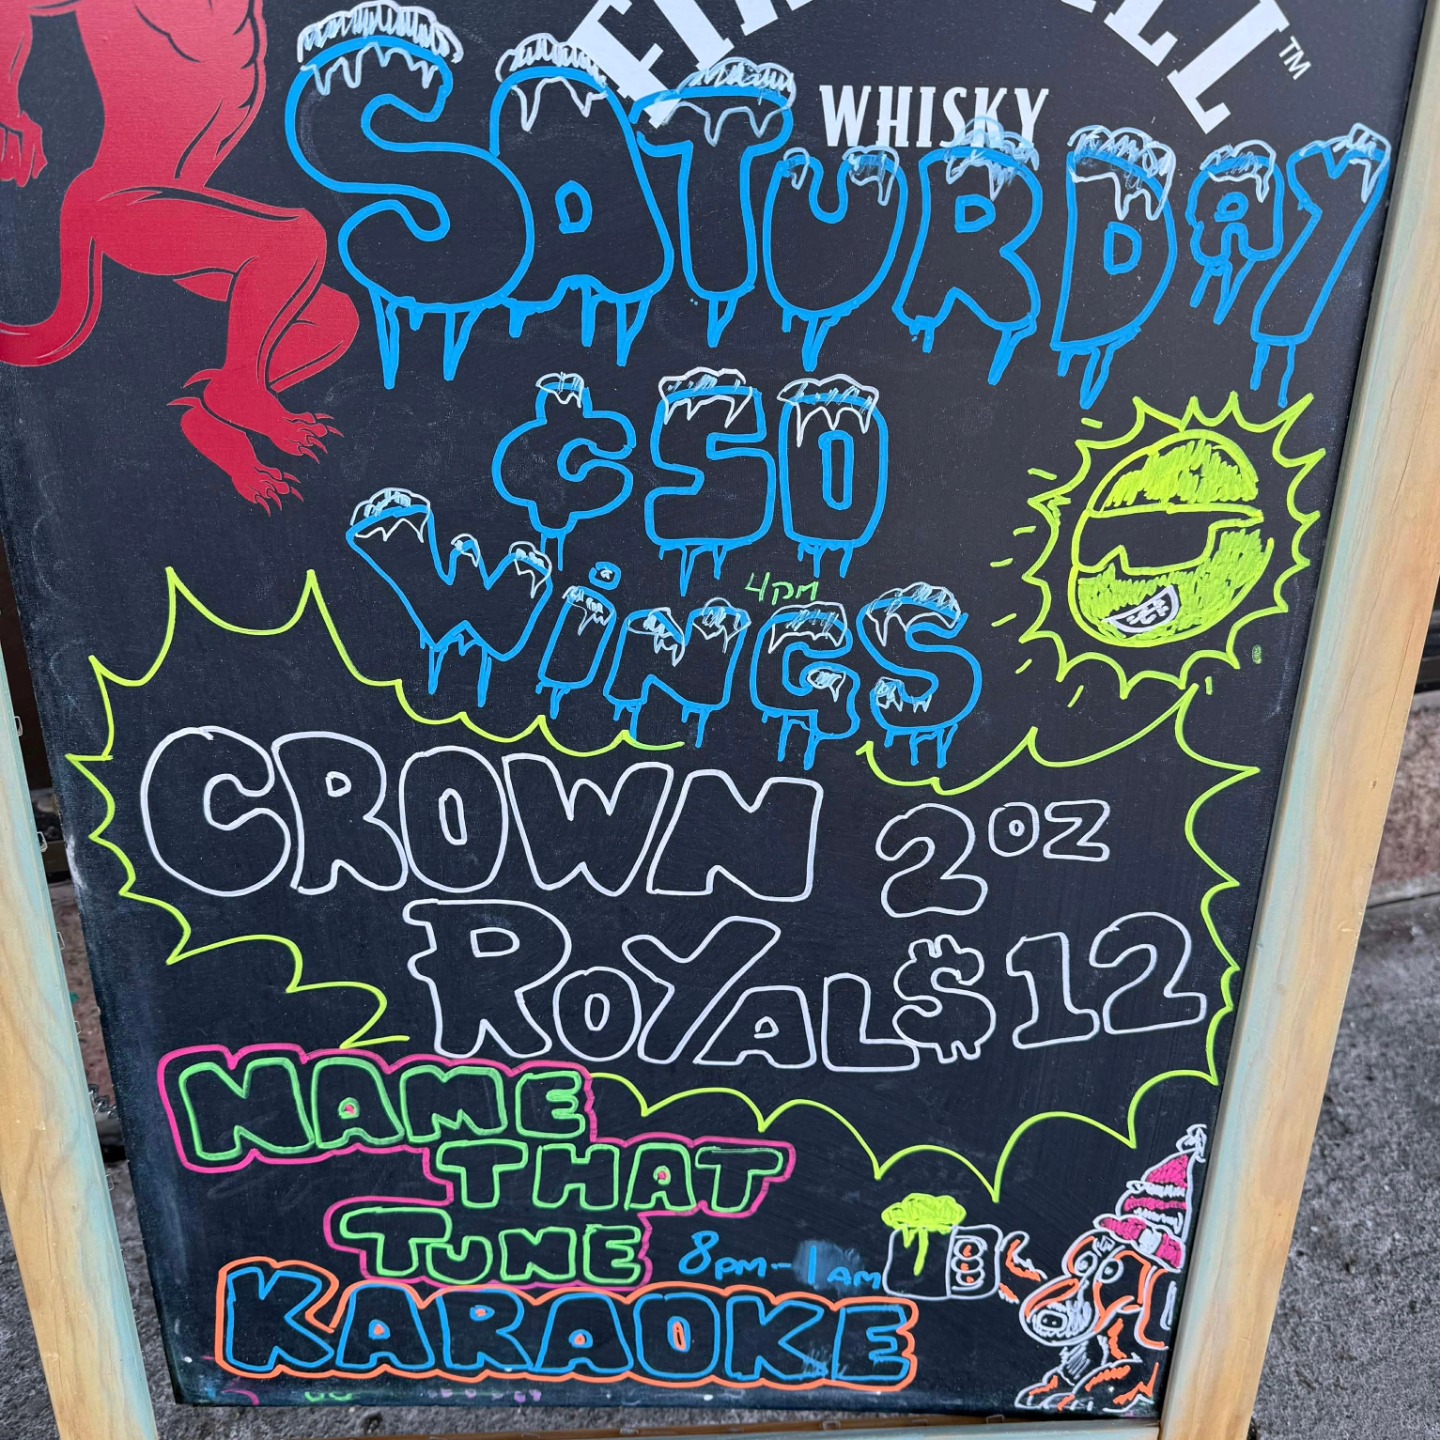 WHISKY
SATURDAY
¢50
WiNGS 4pm
CROWN 2oz
ROYAL $12
NAME
THAT
TUNE 8pm-1am
KARAOKE